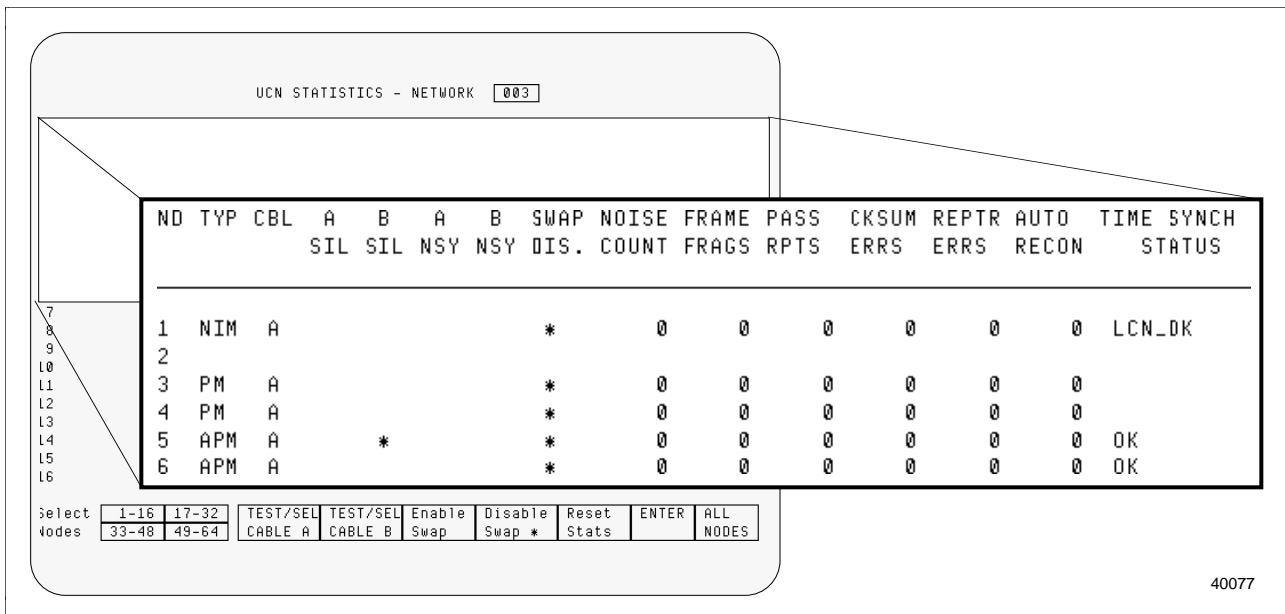 UCN STATISTICS - NETWORK 003
ND TYP CBL A B A B SWAP NOISE FRAME PASS CKSUM REPTR AUTO TIME SYNCH
SIL SIL NSY NSY DIS. COUNT FRAGS RPTS ERRS ERRS RECON STATUS
1 NIM A * 0 0 0 0 0 0 LCN_OK
2
3 PM A * 0 0 0 0 0 0
4 PM A * 0 0 0 0 0 0
5 APM A * * 0 0 0 0 0 0 OK
6 APM A * 0 0 0 0 0 0 OK
7
8
9
10
11
12
13
14
15
16
Select 1-16 17-32 TEST/SEL TEST/SEL Enable Disable Reset ENTER ALL
Nodes 33-48 49-64 CABLE A CABLE B Swap Swap * Stats NODES
40077